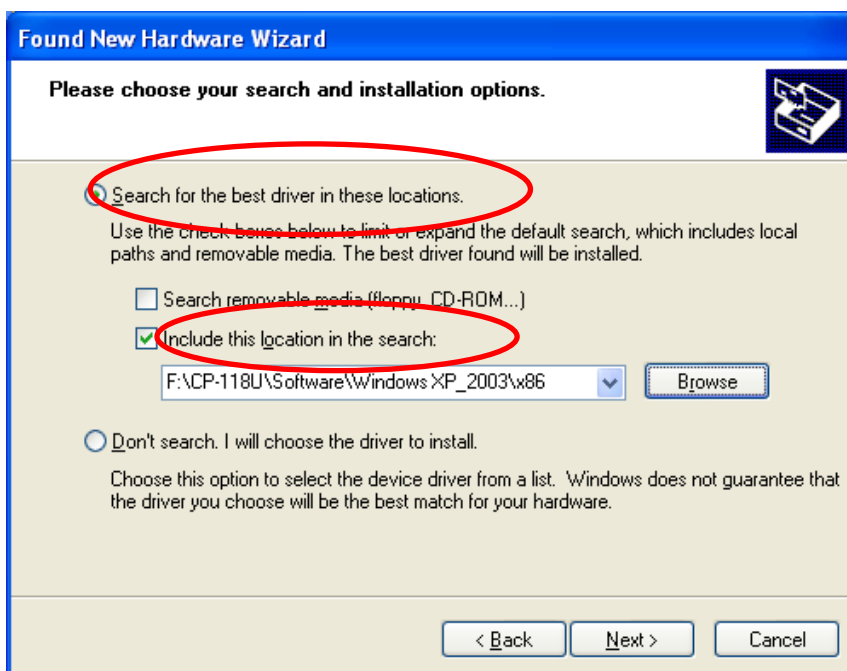 Found New Hardware Wizard
Please choose your search and installation options.
Search for the best driver in these locations.
Use the check boxes below to limit or expand the default search, which includes local
paths and removable media. The best driver found will be installed.
Search removable media (floppy, CD-ROM...)
Include this location in the search:
F:\CP-118U\Software\Windows XP_2003\x86
Browse
Don't search. I will choose the driver to install.
Choose this option to select the device driver from a list. Windows does not guarantee that
the driver you choose will be the best match for your hardware.
< Back Next > Cancel